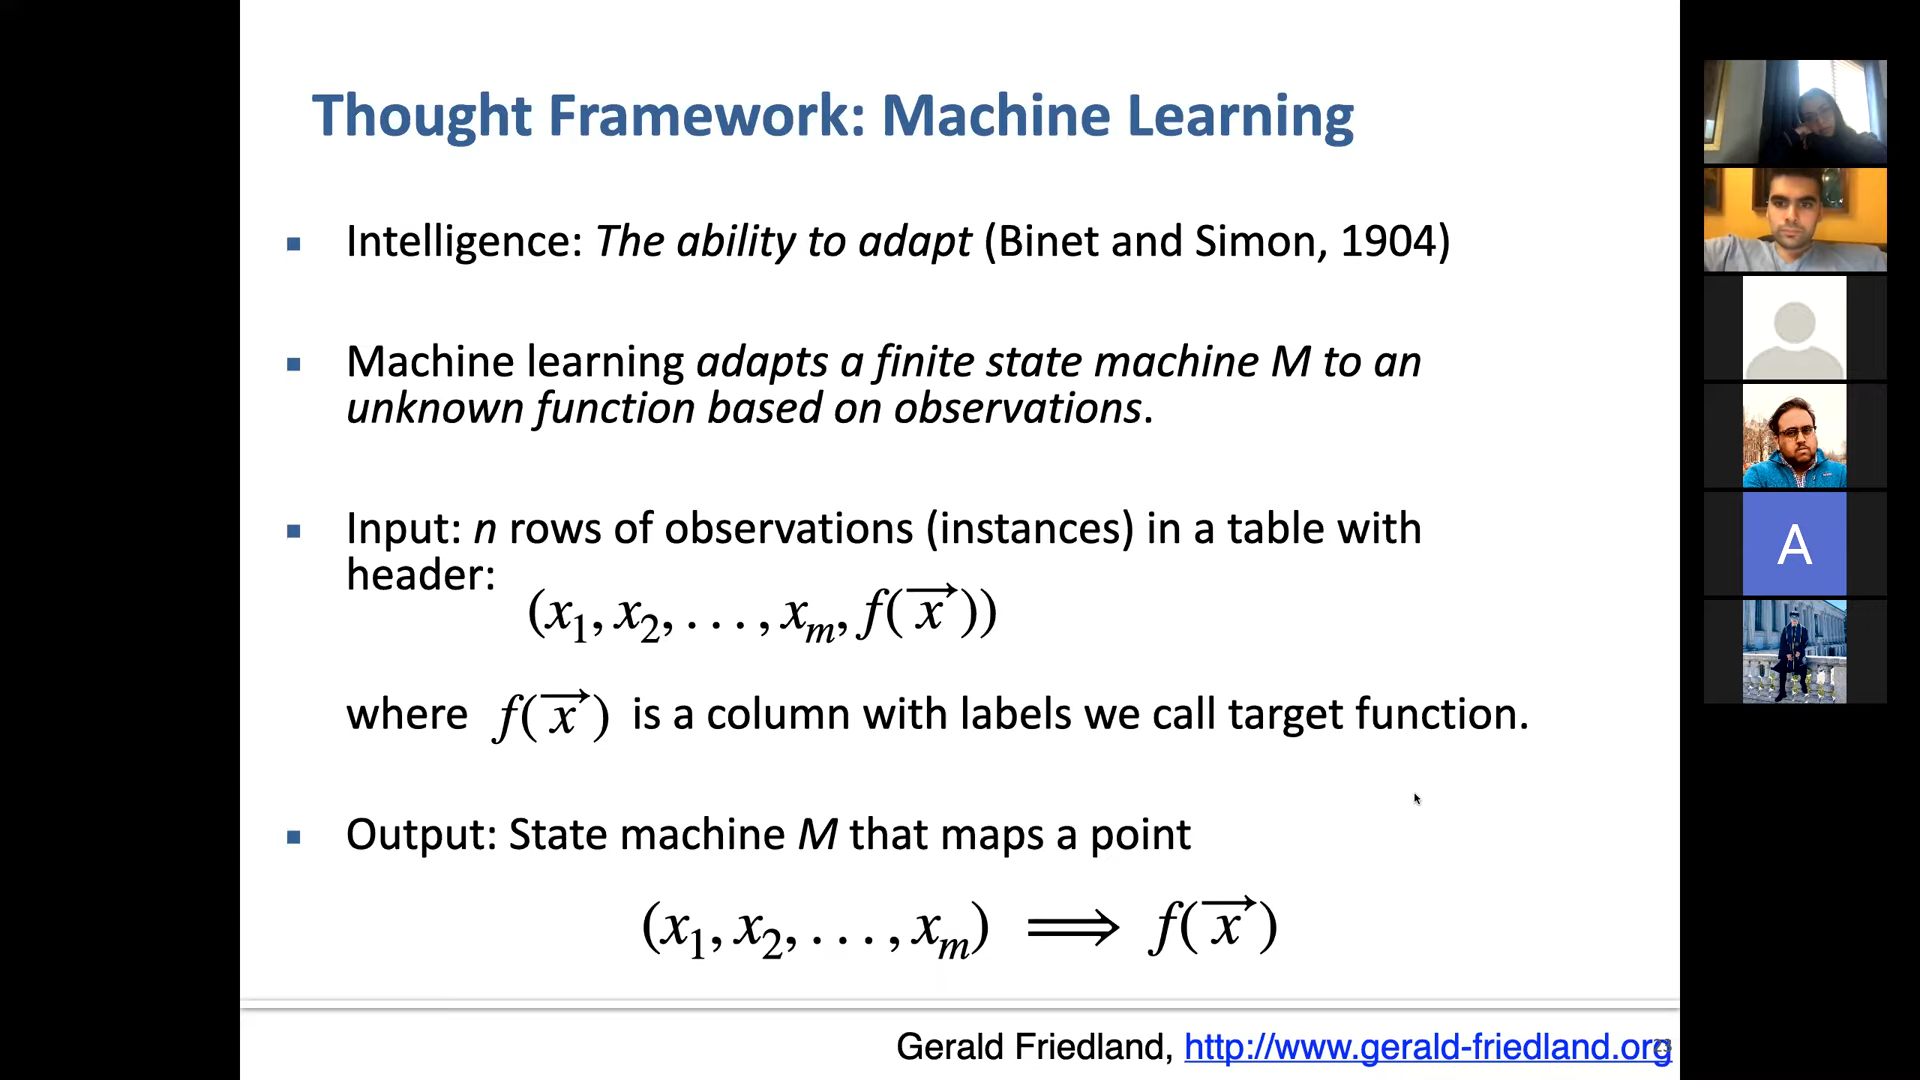 Thought Framework: Machine Learning
Intelligence: The ability to adapt (Binet and Simon, 1904)
Machine learning adapts a finite state machine M to an
unknown function based on observations.
Input: n rows of observations (instances) in a table with
header:
(x₁, x₂, . . . , xₘ, f(x⃗))
where f(x⃗) is a column with labels we call target function.
Output: State machine M that maps a point
(x₁, x₂, . . . , xₘ) ⟹ f(x⃗)
Gerald Friedland, http://www.gerald-friedland.org
23
A